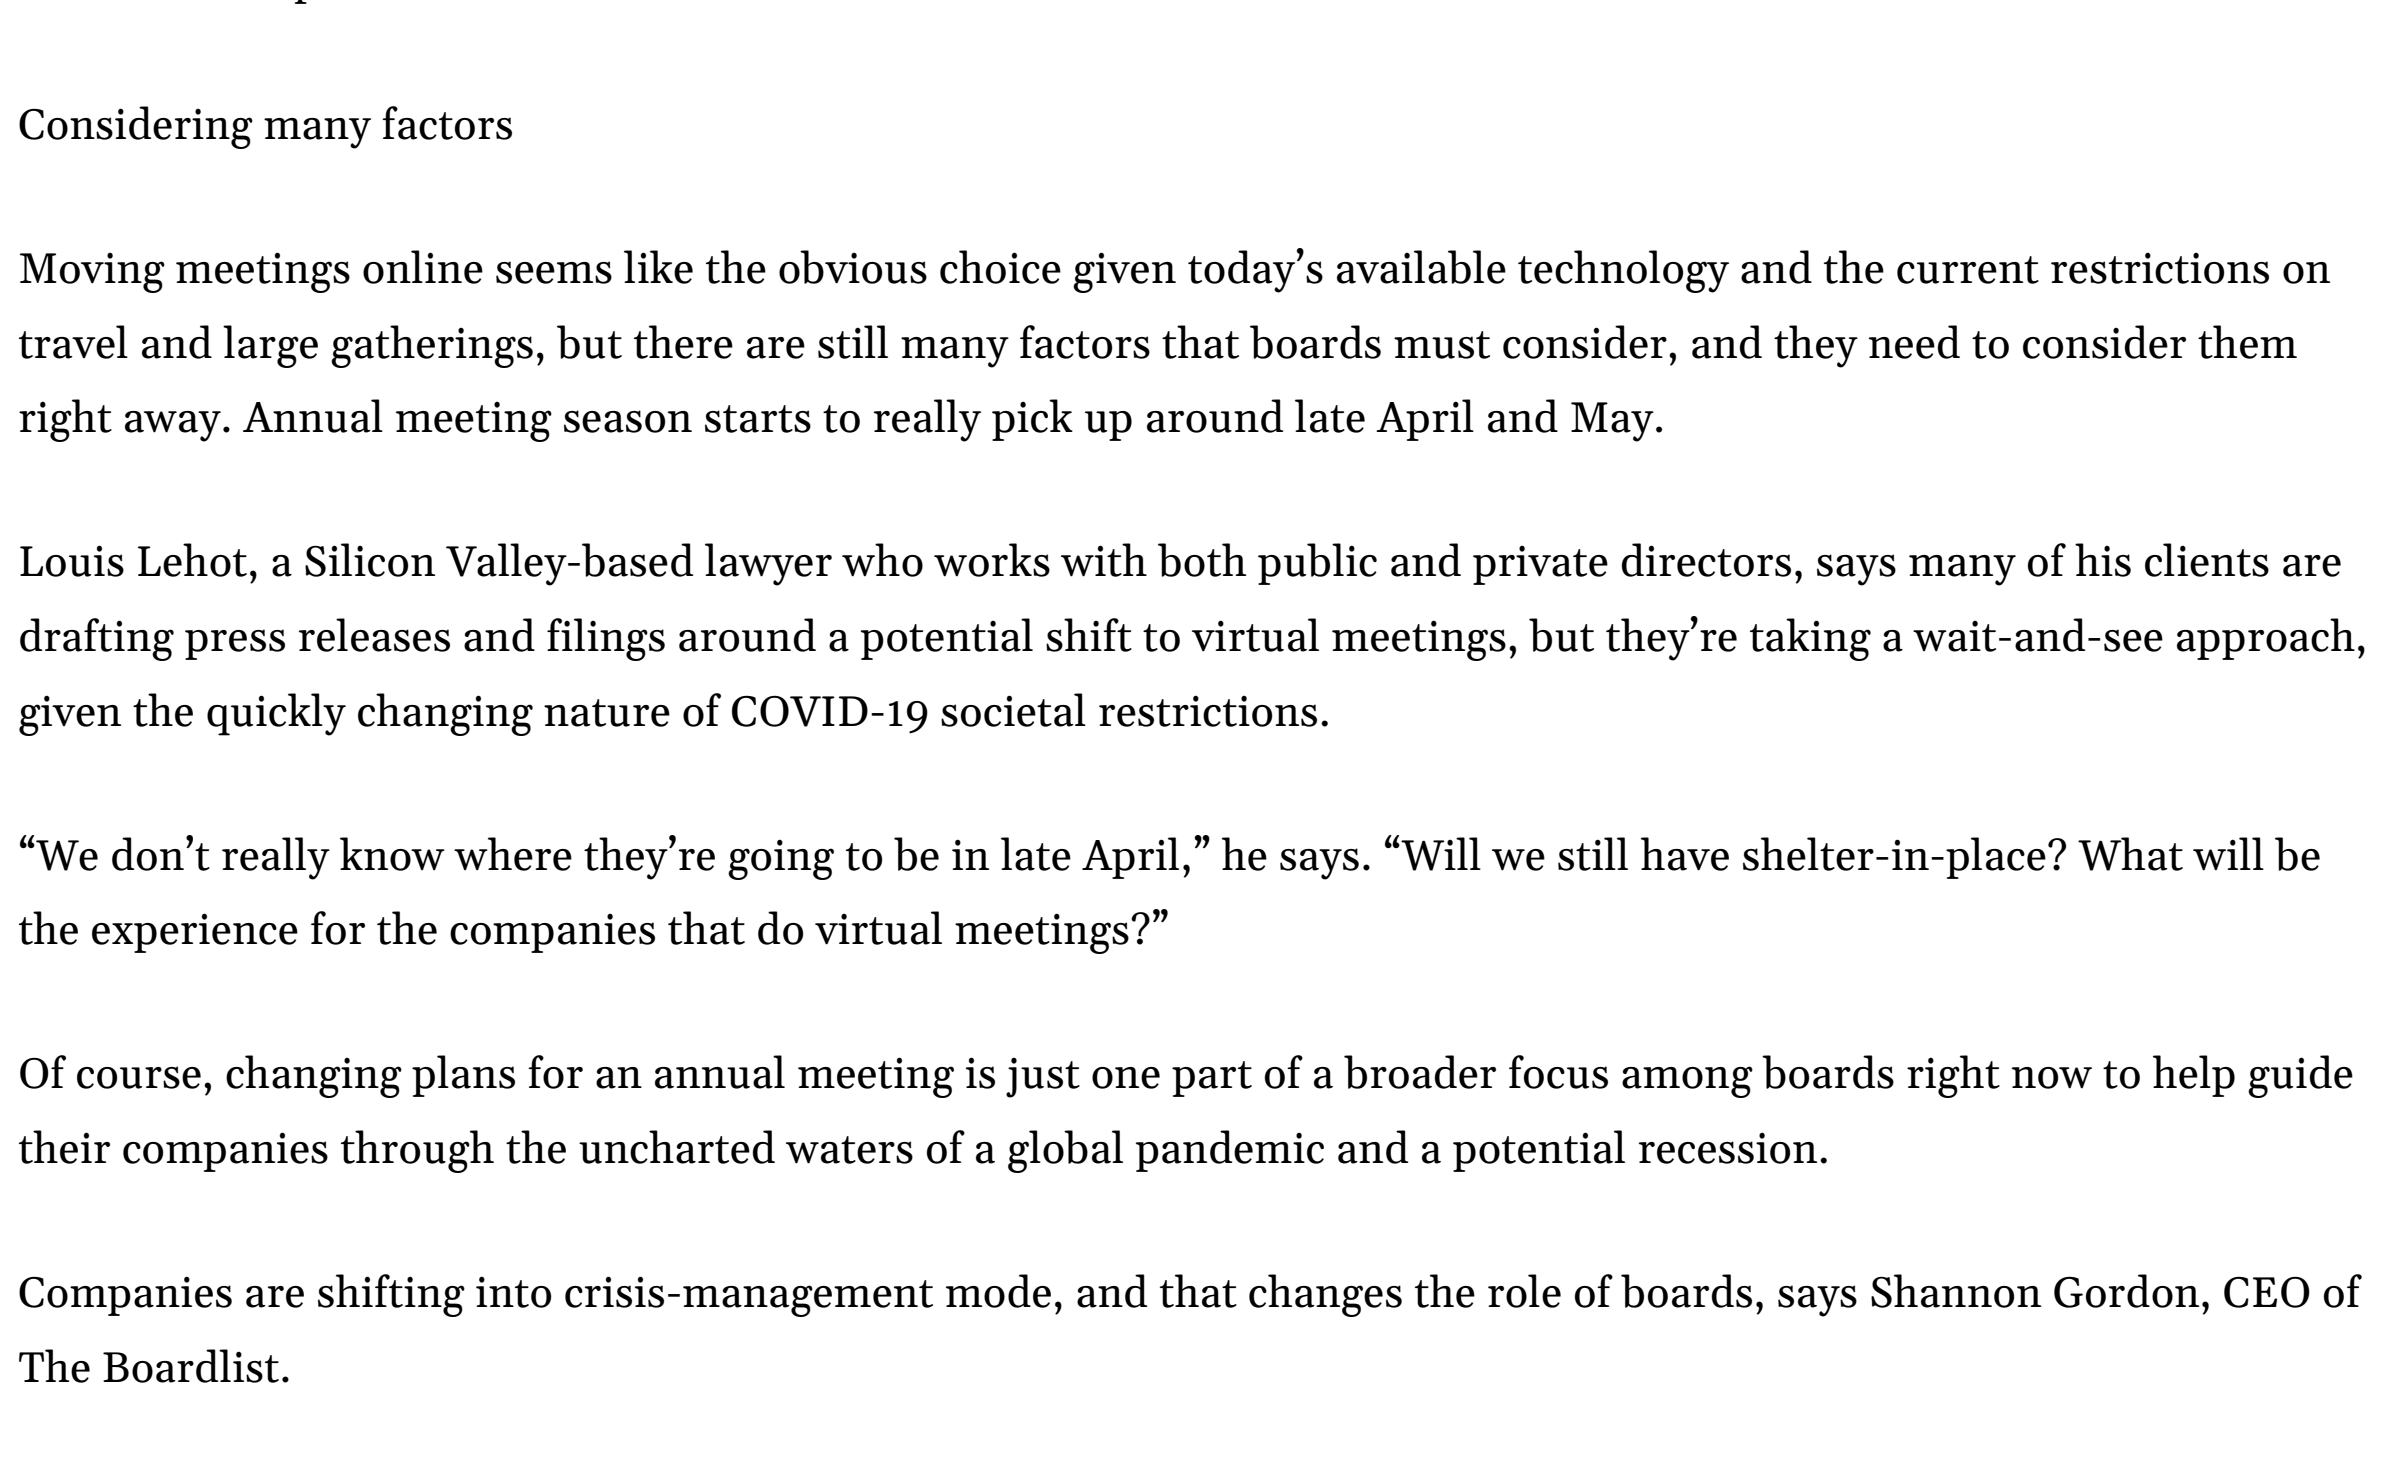 Considering many factors
Moving meetings online seems like the obvious choice given today’s available technology and the current restrictions on
travel and large gatherings, but there are still many factors that boards must consider, and they need to consider them
right away. Annual meeting season starts to really pick up around late April and May.
Louis Lehot, a Silicon Valley-based lawyer who works with both public and private directors, says many of his clients are
drafting press releases and filings around a potential shift to virtual meetings, but they’re taking a wait-and-see approach,
given the quickly changing nature of COVID-19 societal restrictions.
“We don’t really know where they’re going to be in late April,” he says. “Will we still have shelter-in-place? What will be
the experience for the companies that do virtual meetings?”
Of course, changing plans for an annual meeting is just one part of a broader focus among boards right now to help guide
their companies through the uncharted waters of a global pandemic and a potential recession.
Companies are shifting into crisis-management mode, and that changes the role of boards, says Shannon Gordon, CEO of
The Boardlist.